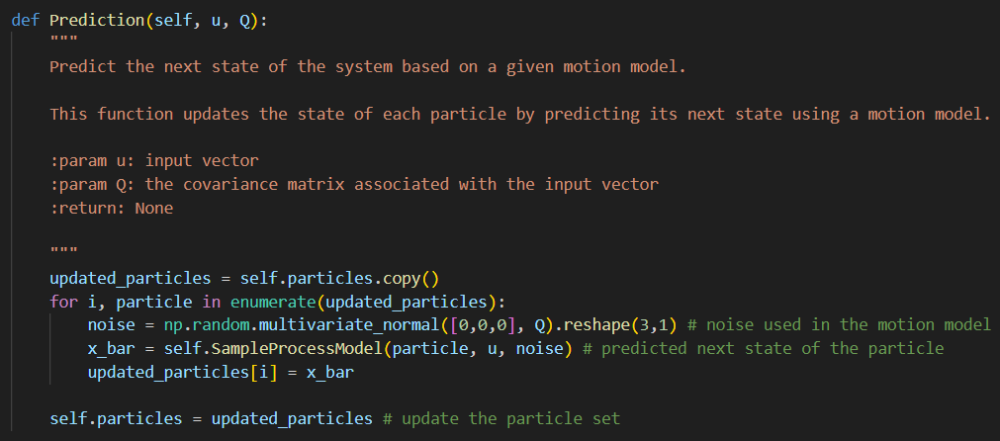 def Prediction(self, u, Q):
"""
Predict the next state of the system based on a given motion model.
This function updates the state of each particle by predicting its next state using a motion model.
:param u: input vector
:param Q: the covariance matrix associated with the input vector
:return: None
"""
updated_particles = self.particles.copy()
for i, particle in enumerate(updated_particles):
noise = np.random.multivariate_normal([0,0,0], Q).reshape(3,1) # noise used in the motion model
x_bar = self.SampleProcessModel(particle, u, noise) # predicted next state of the particle
updated_particles[i] = x_bar
self.particles = updated_particles # update the particle set